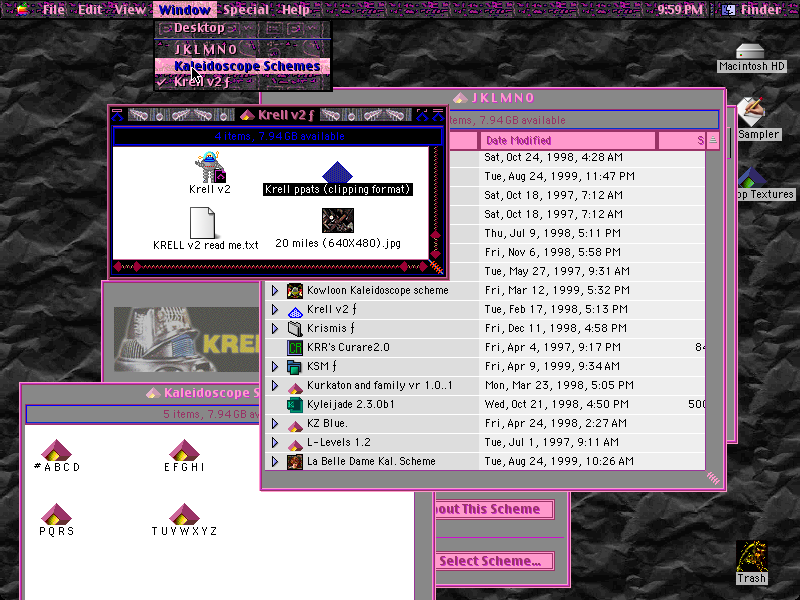 File Edit View Window Special Help 9:59 PM Finder
Desktop
JKLMNO
Kaleidoscope Schemes
✓ Krell v2 ƒ
Macintosh HD
Sampler
op Textures
Trash
Krell v2 ƒ
4 items, 7.94 GB available
Krell v2
Krell ppats (clipping format)
KRELL v2 read me.txt
20 miles (640X480).jpg
JKLMNO
tems, 7.94 GB available
Date Modified S
Sat, Oct 24, 1998, 4:28 AM
Tue, Aug 24, 1999, 11:47 PM
Sat, Oct 18, 1997, 7:12 AM
Sat, Oct 18, 1997, 7:12 AM
Thu, Jul 9, 1998, 5:11 PM
Fri, Nov 6, 1998, 5:58 PM
Tue, May 27, 1997, 9:31 AM
Kowloon Kaleidoscope scheme Fri, Mar 12, 1999, 5:32 PM
Krell v2 ƒ Tue, Feb 17, 1998, 5:13 PM
Krismis ƒ Fri, Dec 11, 1998, 4:58 PM
KRR's Curare2.0 Fri, Apr 4, 1997, 9:17 PM 84
KSM ƒ Fri, Apr 9, 1999, 9:34 AM
Kurkaton and family vr 1.0..1 Mon, Mar 23, 1998, 5:05 PM
Kyleijade 2.3.0b1 Wed, Oct 21, 1998, 4:50 PM 500
KZ Blue. Fri, Apr 24, 1998, 2:27 AM
L-Levels 1.2 Tue, Jul 1, 1997, 9:11 AM
La Belle Dame Kal. Scheme Tue, Aug 24, 1999, 10:26 AM
KRE
Kaleidoscope S
5 items, 7.94 GB av
#ABCD
EFGHI
PQRS
TUVWXYZ
bout This Scheme
Select Scheme...